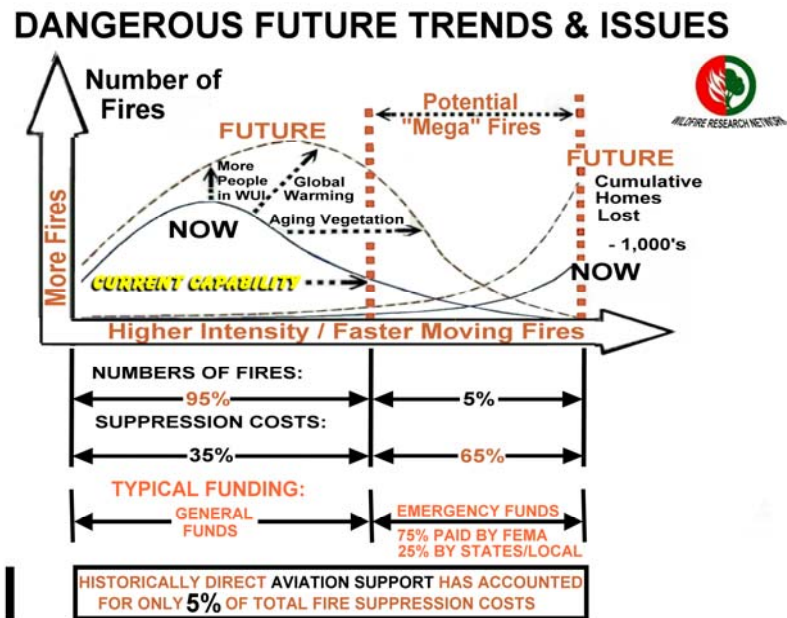 DANGEROUS FUTURE TRENDS & ISSUES
Number of
Fires
WILDFIRE RESEARCH NETWORK
Potential
"Mega" Fires
FUTURE
More
People
in WUI
Global
Warming
Aging Vegetation
NOW
FUTURE
Cumulative
Homes
Lost
- 1,000's
NOW
CURRENT CAPABILITY
More Fires
Higher Intensity / Faster Moving Fires
NUMBERS OF FIRES:
95%
5%
SUPPRESSION COSTS:
35%
65%
TYPICAL FUNDING:
GENERAL
FUNDS
EMERGENCY FUNDS
75% PAID BY FEMA
25% BY STATES/LOCAL
HISTORICALLY DIRECT AVIATION SUPPORT HAS ACCOUNTED
FOR ONLY 5% OF TOTAL FIRE SUPPRESSION COSTS